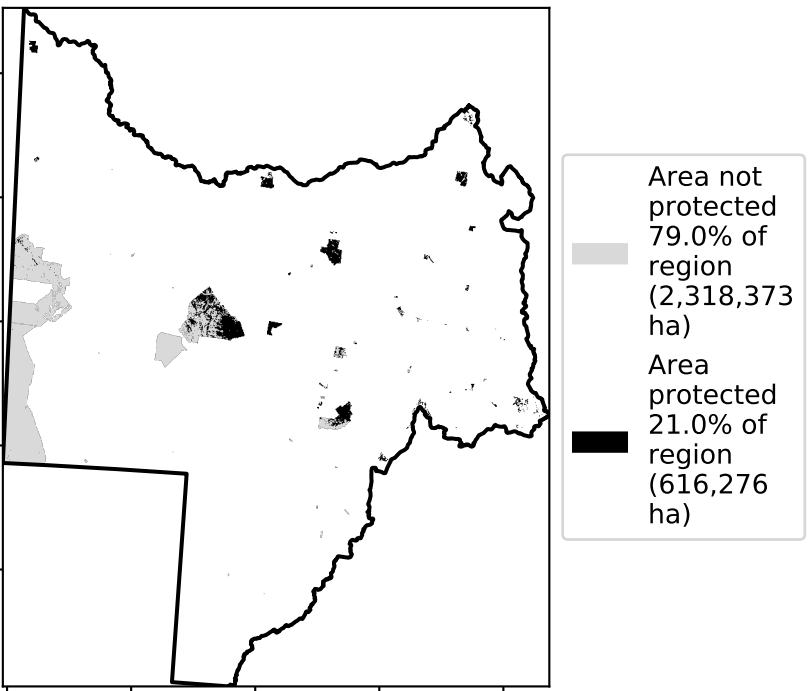 Area not
protected
79.0% of
region
(2,318,373
ha)
Area
protected
21.0% of
region
(616,276
ha)